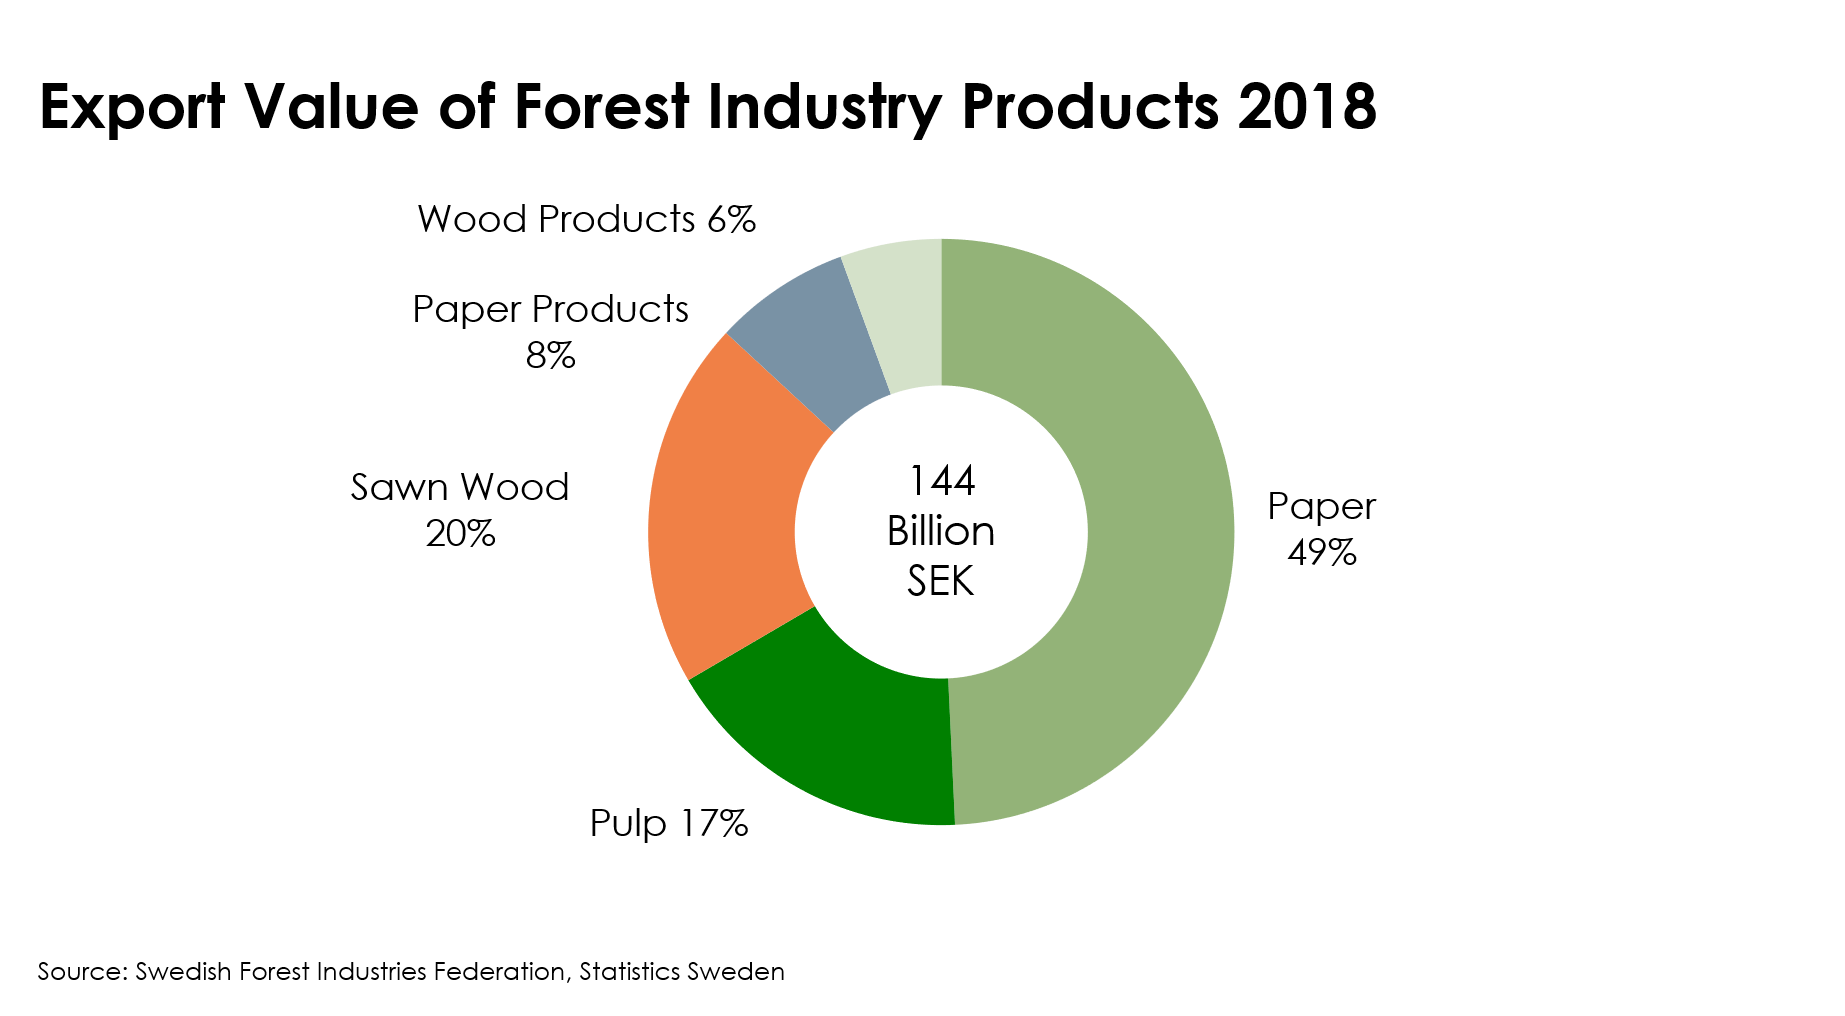 Export Value of Forest Industry Products 2018
Wood Products 6%
Paper Products
8%
Sawn Wood
20%
144
Billion
SEK
Paper
49%
Pulp 17%
Source: Swedish Forest Industries Federation, Statistics Sweden